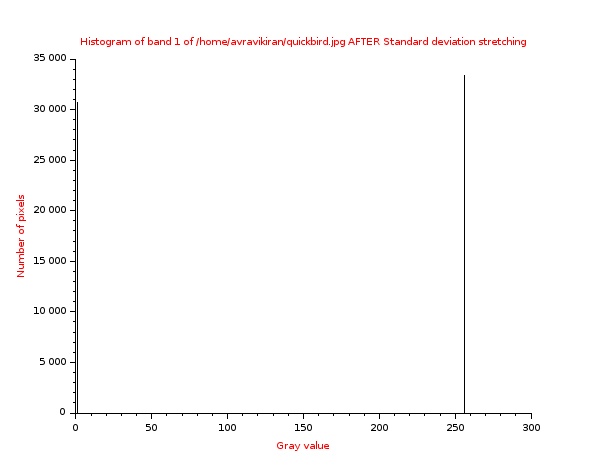 Histogram of band 1 of /home/avravikiran/quickbird.jpg AFTER Standard deviation stretching
35 000
30 000
25 000
20 000
15 000
10 000
5 000
0
Number of pixels
0 50 100 150 200 250 300
Gray value